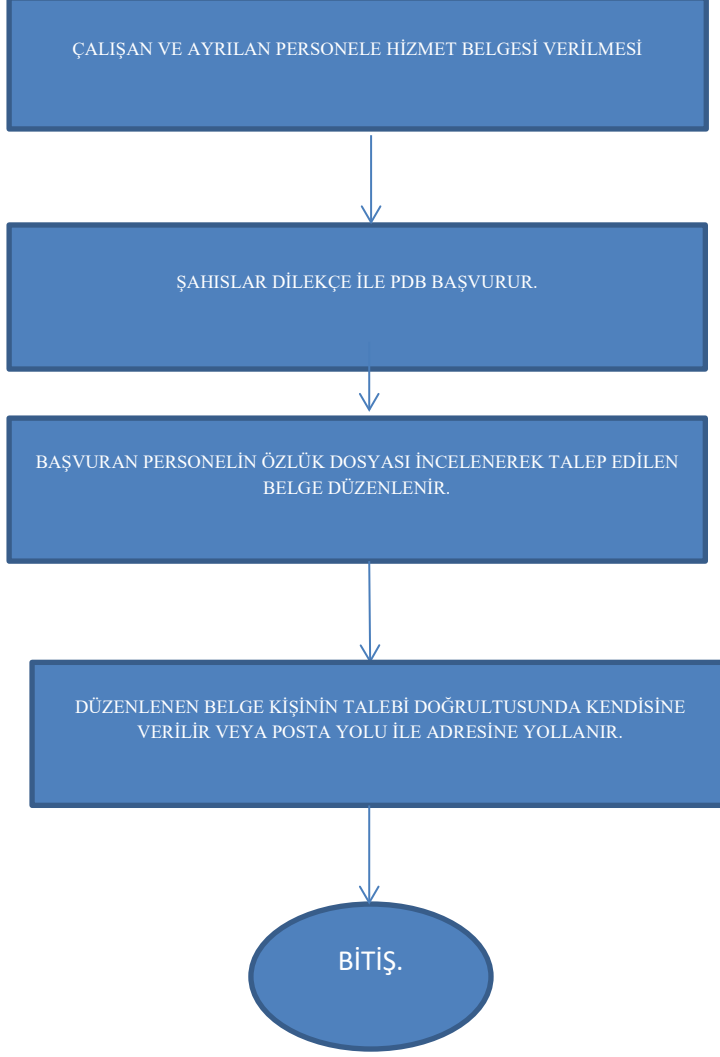 ÇALIŞAN VE AYRILAN PERSONELE HİZMET BELGESİ VERİLMESİ
ŞAHISLAR DİLEKÇE İLE PDB BAŞVURUR.
BAŞVURAN PERSONELİN ÖZLÜK DOSYASI İNCELENEREK TALEP EDİLEN
BELGE DÜZENLENİR.
DÜZENLENEN BELGE KİŞİNİN TALEBİ DOĞRULTUSUNDA KENDİSİNE
VERİLİR VEYA POSTA YOLU İLE ADRESİNE YOLLANIR.
BİTİŞ.